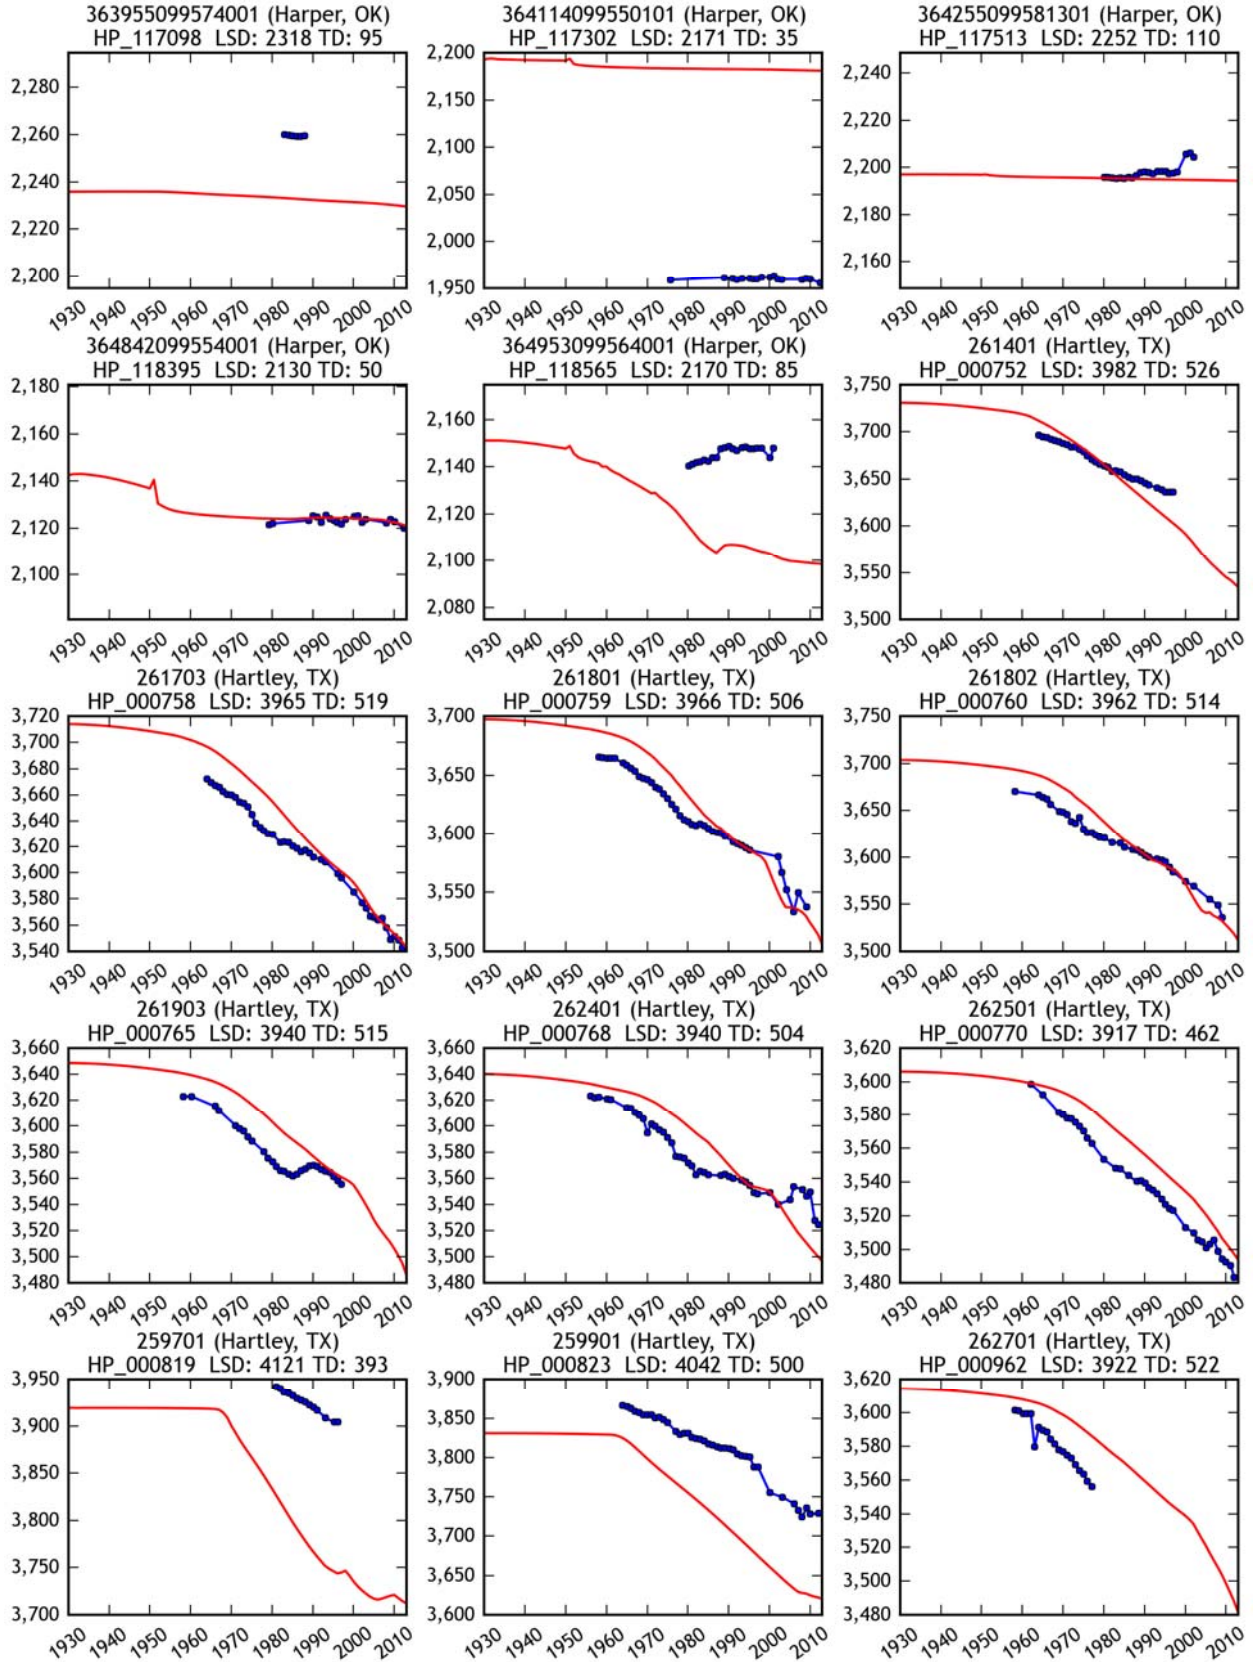 363955099574001 (Harper, OK)
HP_117098 LSD: 2318 TD: 95
2,280
2,260
2,240
2,220
2,200
1930 1940 1950 1960 1970 1980 1990 2000 2010
364114099550101 (Harper, OK)
HP_117302 LSD: 2171 TD: 35
2,200
2,150
2,100
2,050
2,000
1,950
1930 1940 1950 1960 1970 1980 1990 2000 2010
364255099581301 (Harper, OK)
HP_117513 LSD: 2252 TD: 110
2,240
2,220
2,200
2,180
2,160
1930 1940 1950 1960 1970 1980 1990 2000 2010
364842099554001 (Harper, OK)
HP_118395 LSD: 2130 TD: 50
2,180
2,160
2,140
2,120
2,100
1930 1940 1950 1960 1970 1980 1990 2000 2010
364953099564001 (Harper, OK)
HP_118565 LSD: 2170 TD: 85
2,160
2,140
2,120
2,100
2,080
1930 1940 1950 1960 1970 1980 1990 2000 2010
261401 (Hartley, TX)
HP_000752 LSD: 3982 TD: 526
3,750
3,700
3,650
3,600
3,550
3,500
1930 1940 1950 1960 1970 1980 1990 2000 2010
261703 (Hartley, TX)
HP_000758 LSD: 3965 TD: 519
3,720
3,700
3,680
3,660
3,640
3,620
3,600
3,580
3,560
3,540
1930 1940 1950 1960 1970 1980 1990 2000 2010
261801 (Hartley, TX)
HP_000759 LSD: 3966 TD: 506
3,700
3,650
3,600
3,550
3,500
1930 1940 1950 1960 1970 1980 1990 2000 2010
261802 (Hartley, TX)
HP_000760 LSD: 3962 TD: 514
3,750
3,700
3,650
3,600
3,550
3,500
1930 1940 1950 1960 1970 1980 1990 2000 2010
261903 (Hartley, TX)
HP_000765 LSD: 3940 TD: 515
3,660
3,640
3,620
3,600
3,580
3,560
3,540
3,520
3,500
3,480
1930 1940 1950 1960 1970 1980 1990 2000 2010
262401 (Hartley, TX)
HP_000768 LSD: 3940 TD: 504
3,660
3,640
3,620
3,600
3,580
3,560
3,540
3,520
3,500
3,480
1930 1940 1950 1960 1970 1980 1990 2000 2010
262501 (Hartley, TX)
HP_000770 LSD: 3917 TD: 462
3,620
3,600
3,580
3,560
3,540
3,520
3,500
3,480
1930 1940 1950 1960 1970 1980 1990 2000 2010
259701 (Hartley, TX)
HP_000819 LSD: 4121 TD: 393
3,950
3,900
3,850
3,800
3,750
3,700
1930 1940 1950 1960 1970 1980 1990 2000 2010
259901 (Hartley, TX)
HP_000823 LSD: 4042 TD: 500
3,900
3,850
3,800
3,750
3,700
3,650
3,600
1930 1940 1950 1960 1970 1980 1990 2000 2010
262701 (Hartley, TX)
HP_000962 LSD: 3922 TD: 522
3,620
3,600
3,580
3,560
3,540
3,520
3,500
3,480
1930 1940 1950 1960 1970 1980 1990 2000 2010